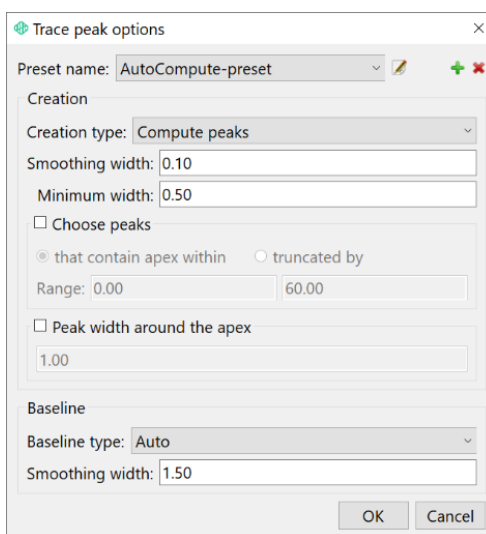 Trace peak options
Preset name: AutoCompute-preset
Creation
Creation type: Compute peaks
Smoothing width: 0.10
Minimum width: 0.50
Choose peaks
that contain apex within truncated by
Range: 0.00 60.00
Peak width around the apex
1.00
Baseline
Baseline type: Auto
Smoothing width: 1.50
OK Cancel